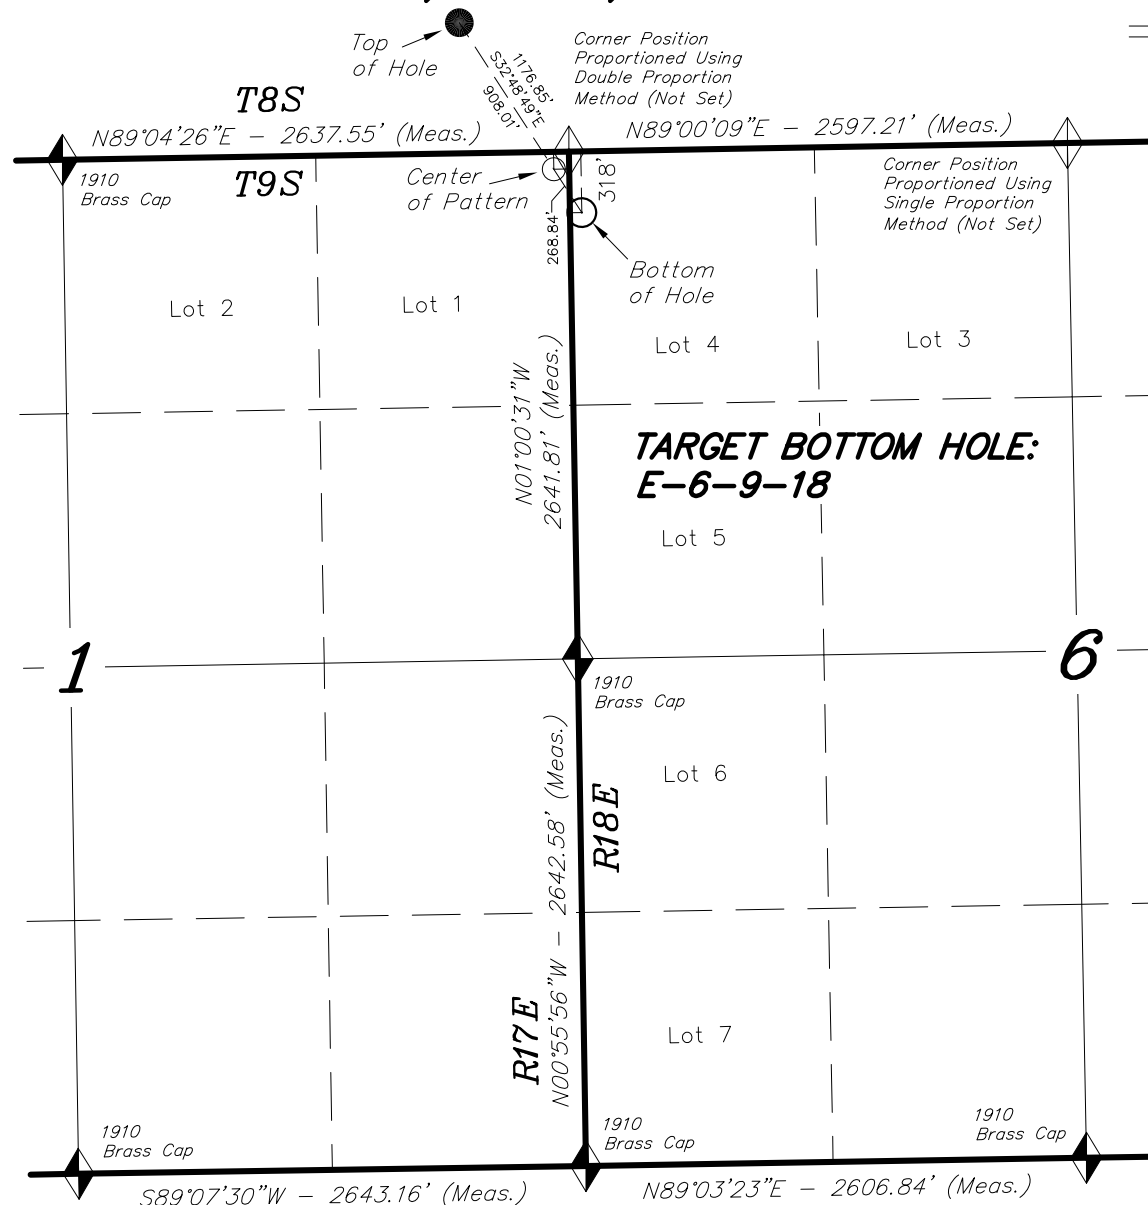 Top
of Hole
1176.85'
S32°48'49"E
908.01'
Corner Position
Proportioned Using
Double Proportion
Method (Not Set)
T8S
N89°04'26"E – 2637.55' (Meas.)
N89°00'09"E – 2597.21' (Meas.)
T9S
1910
Brass Cap
Center
of Pattern
318'
268.84'
Corner Position
Proportioned Using
Single Proportion
Method (Not Set)
Bottom
of Hole
Lot 2
Lot 1
Lot 4
Lot 3
N01°00'31"W
2641.81' (Meas.)
TARGET BOTTOM HOLE:
E–6–9–18
Lot 5
1
6
1910
Brass Cap
Lot 6
R18E
N00°55'56"W – 2642.58' (Meas.)
R17E
Lot 7
1910
Brass Cap
1910
Brass Cap
1910
Brass Cap
S89°07'30"W – 2643.16' (Meas.)
N89°03'23"E – 2606.84' (Meas.)